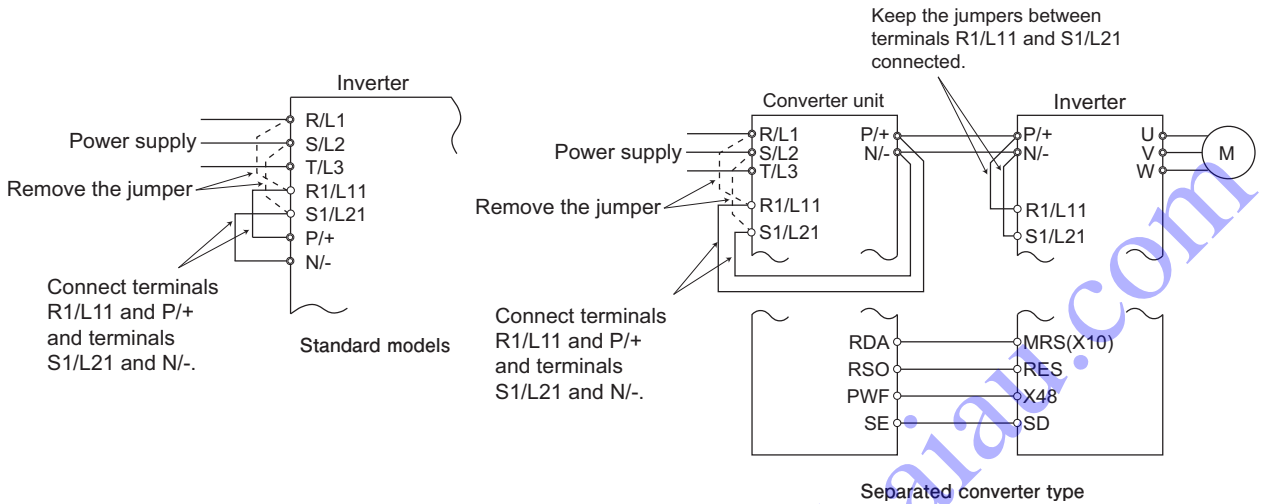 Inverter
R/L1
S/L2
T/L3
R1/L11
S1/L21
P/+
N/-
Power supply
Remove the jumper
Connect terminals
R1/L11 and P/+
and terminals
S1/L21 and N/-.
Standard models
Keep the jumpers between
terminals R1/L11 and S1/L21
connected.
Converter unit
Inverter
R/L1
S/L2
T/L3
R1/L11
S1/L21
P/+
N/-
P/+
N/-
R1/L11
S1/L21
U
V
W
M
Power supply
Remove the jumper
Connect terminals
R1/L11 and P/+
and terminals
S1/L21 and N/-.
RDA
RSO
PWF
SE
MRS(X10)
RES
X48
SD
Separated converter type